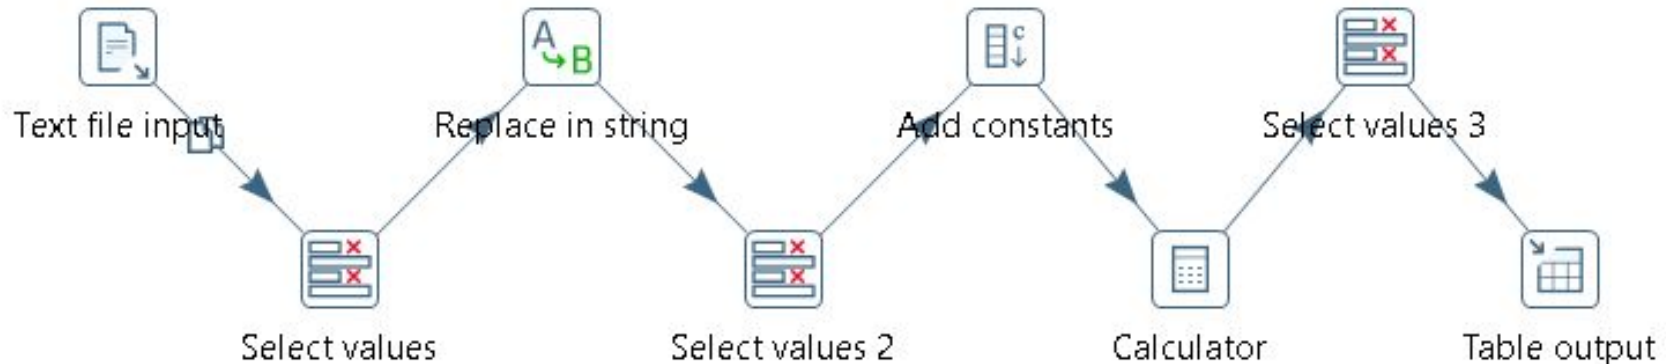 A
B
c
Text file input
Replace in string
Add constants
Select values 3
Select values
Select values 2
Calculator
Table output